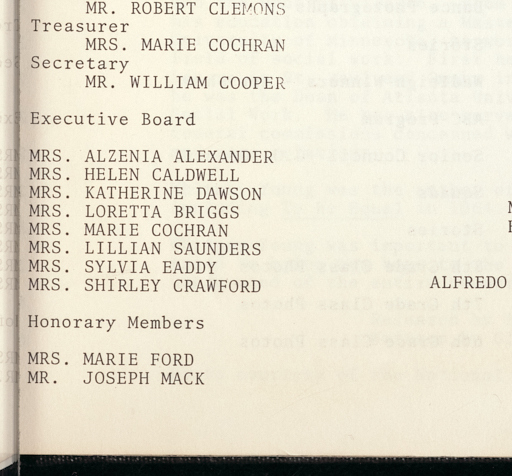 MR. ROBERT CLEMONS
Treasurer
MRS. MARIE COCHRAN
Secretary
MR. WILLIAM COOPER
Executive Board
MRS. ALZENIA ALEXANDER
MRS. HELEN CALDWELL
MRS. KATHERINE DAWSON
MRS. LORETTA BRIGGS
MRS. MARIE COCHRAN
MRS. LILLIAN SAUNDERS
MRS. SYLVIA EADDY
MRS. SHIRLEY CRAWFORD
ALFREDO
Honorary Members
MRS. MARIE FORD
MR. JOSEPH MACK